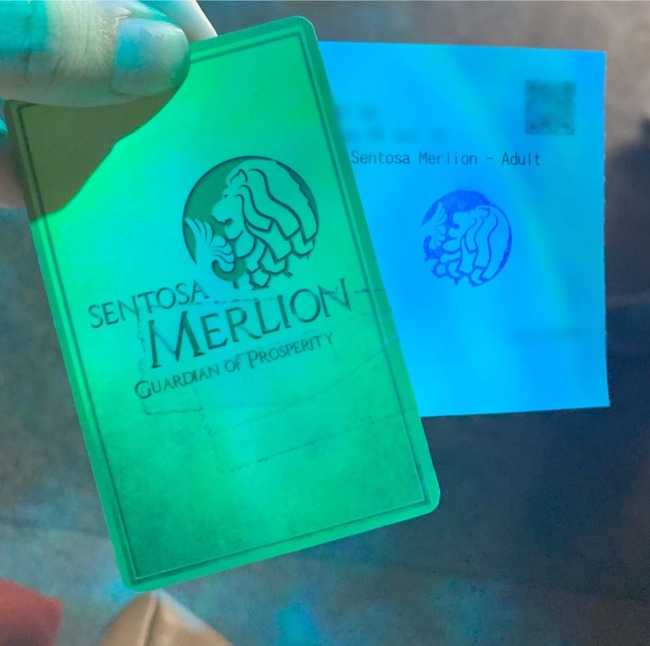 SENTOSA
MERLION
GUARDIAN OF PROSPERITY
Sentosa Merlion - Adult